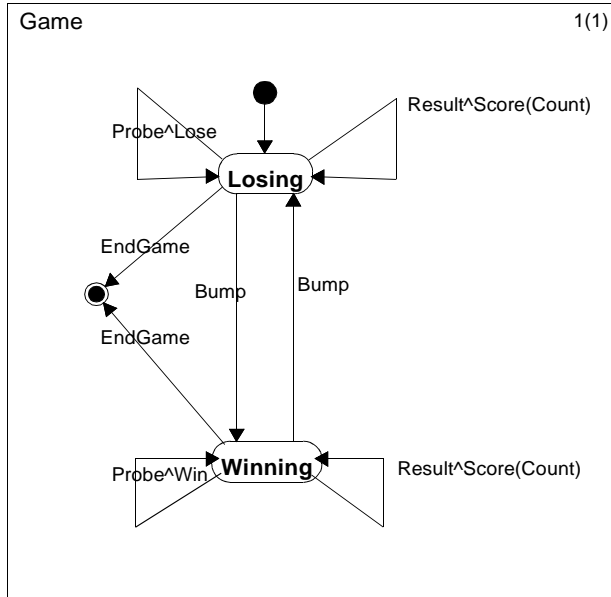 Game
1(1)
Probe^Lose
Result^Score(Count)
Losing
EndGame
Bump
Bump
EndGame
Probe^Win
Winning
Result^Score(Count)